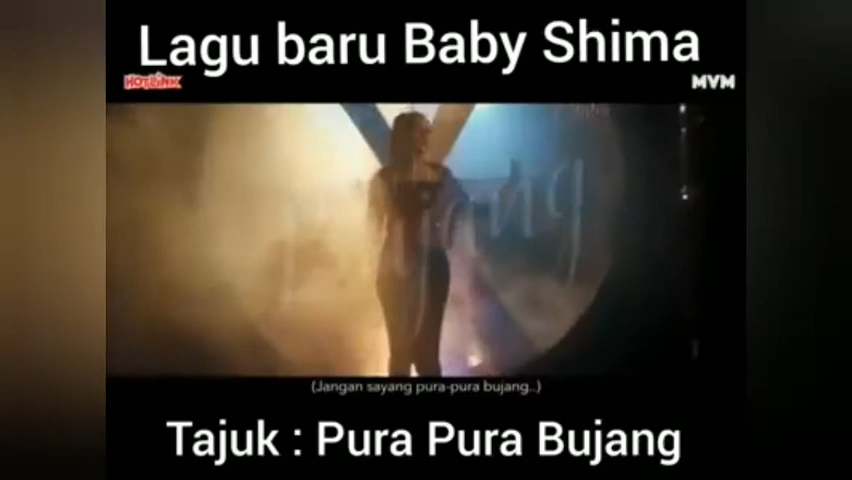 Lagu baru Baby Shima
HOTLINK
MVM
(Jangan sayang pura-pura bujang..)
Tajuk : Pura Pura Bujang